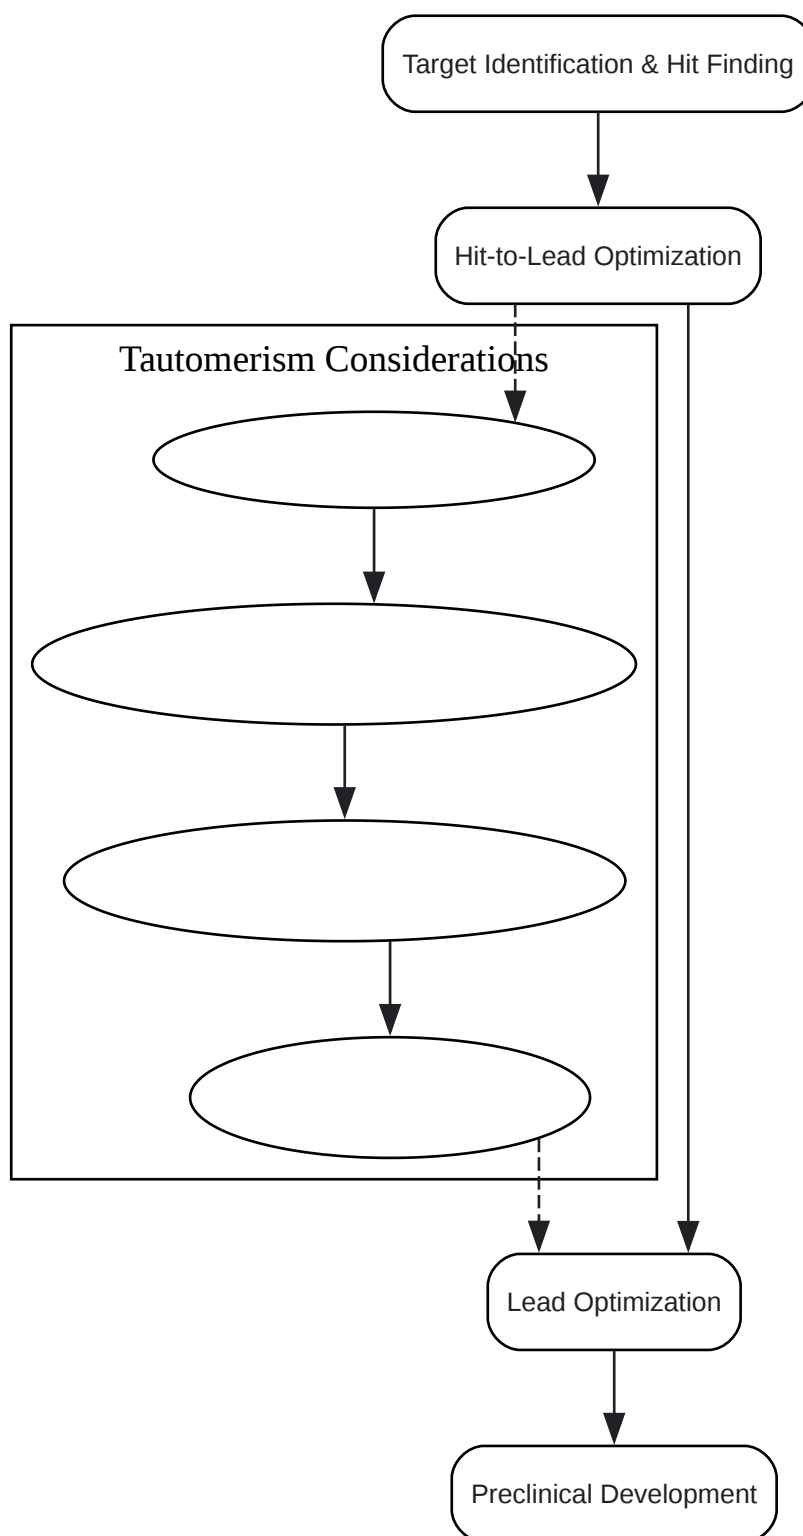 Target Identification & Hit Finding
Hit-to-Lead Optimization
Tautomerism Considerations
Lead Optimization
Preclinical Development